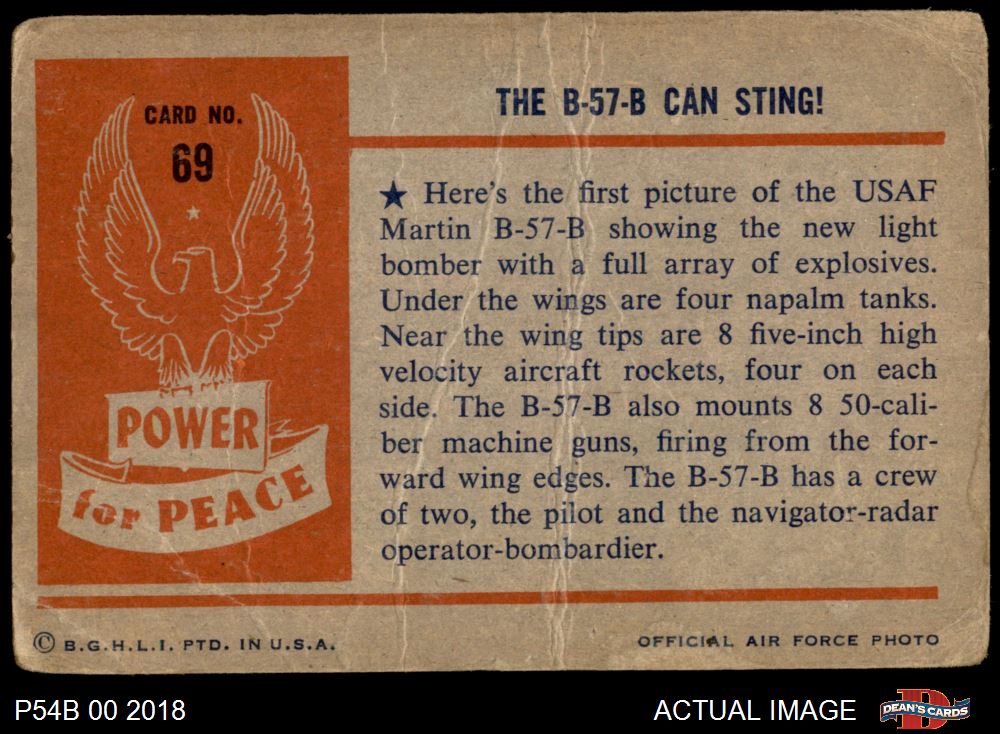 CARD NO.
69
POWER
for PEACE
THE B-57-B CAN STING!
★ Here's the first picture of the USAF
Martin B-57-B showing the new light
bomber with a full array of explosives.
Under the wings are four napalm tanks.
Near the wing tips are 8 five-inch high
velocity aircraft rockets, four on each
side. The B-57-B also mounts 8 50-cali-
ber machine guns, firing from the for-
ward wing edges. The B-57-B has a crew
of two, the pilot and the navigator-radar
operator-bombardier.
© B.G.H.L.I. PTD. IN U.S.A.
OFFICIAL AIR FORCE PHOTO
P54B 00 2018
ACTUAL IMAGE
D
DEAN'S CARDS